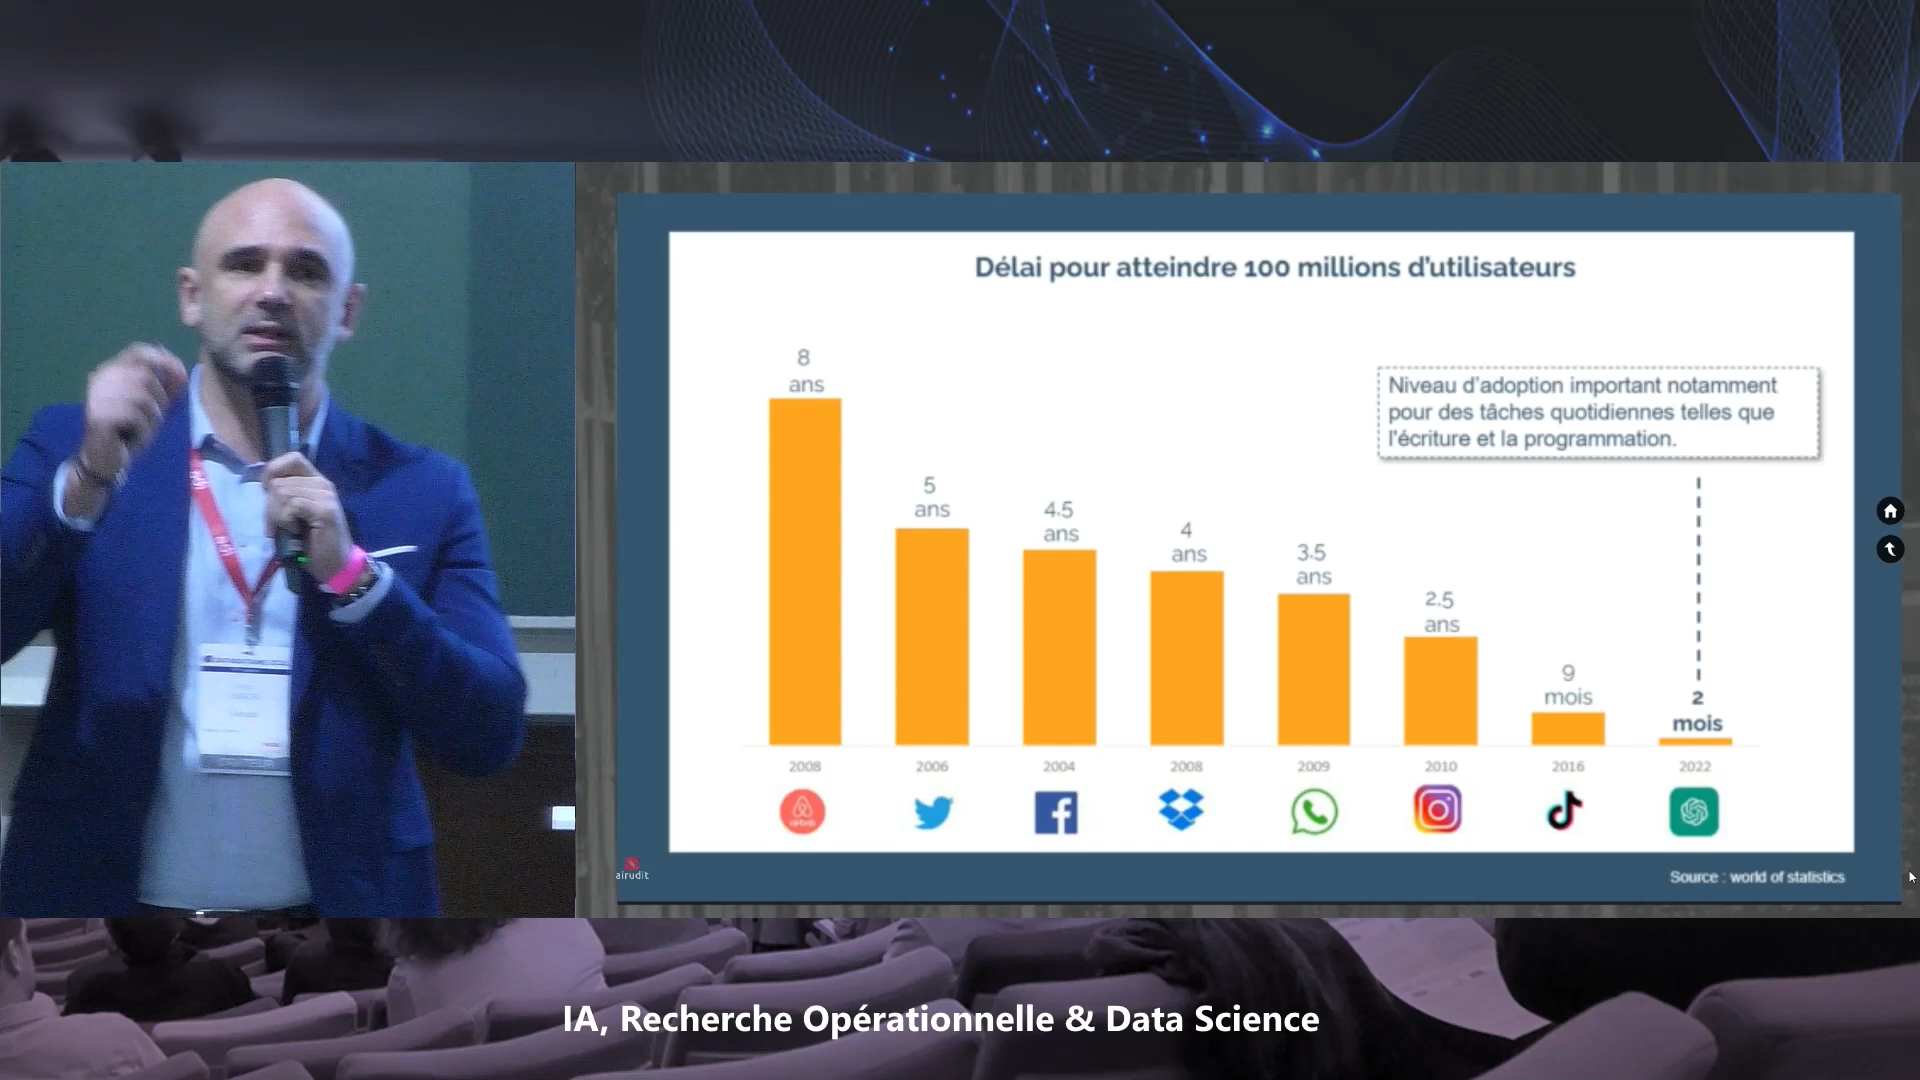 Délai pour atteindre 100 millions d'utilisateurs
8
ans
5
ans
4.5
ans
4
ans
3.5
ans
2.5
ans
9
mois
2
mois
Niveau d'adoption important notamment
pour des tâches quotidiennes telles que
l'écriture et la programmation.
2008
2006
2004
2008
2009
2010
2016
2022
airbnb
airudit
Source : world of statistics
IA, Recherche Opérationnelle & Data Science